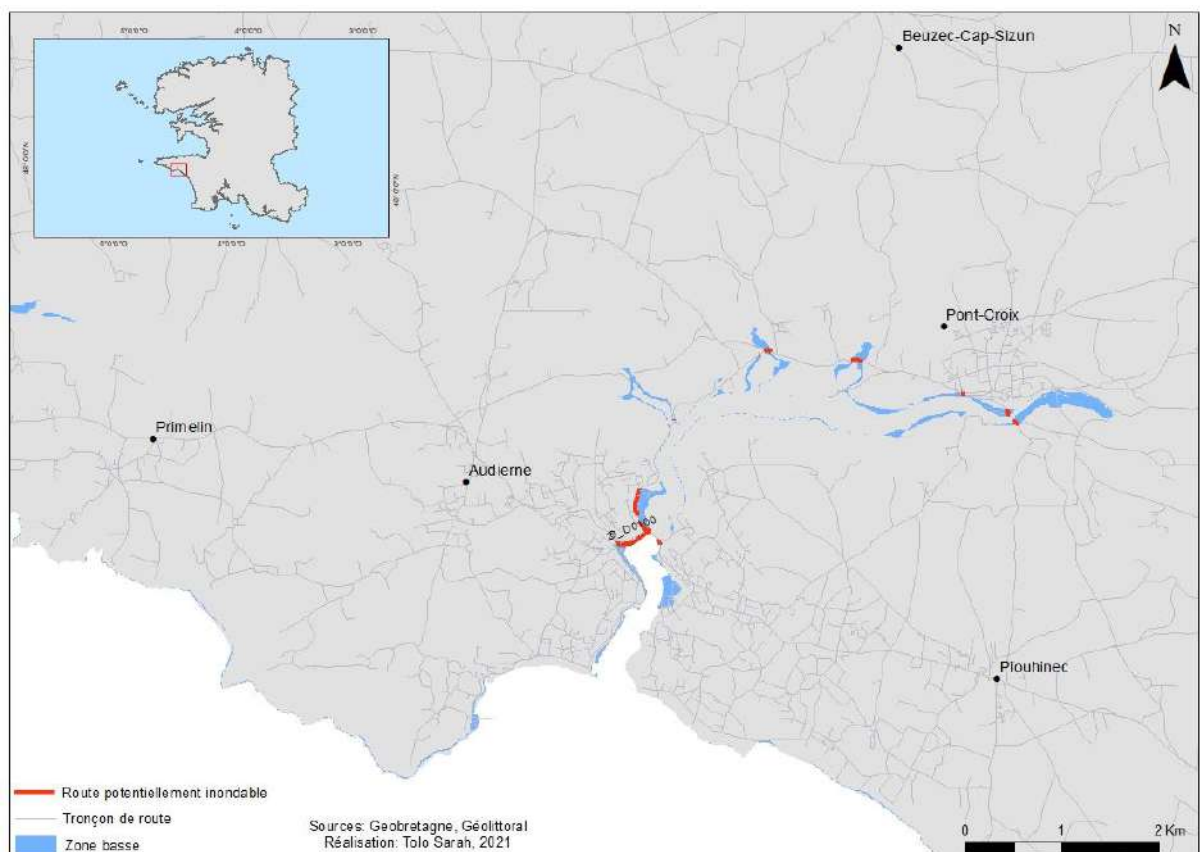 Beuzec-Cap-Sizun
N
Pont-Croix
Primelin
Audierne
Plouhinec
Route potentiellement inondable
Tronçon de route
Zone basse
Sources: Geobretagne, Géolittoral
Réalisation: Tolo Sarah, 2021
0 1 2 Km